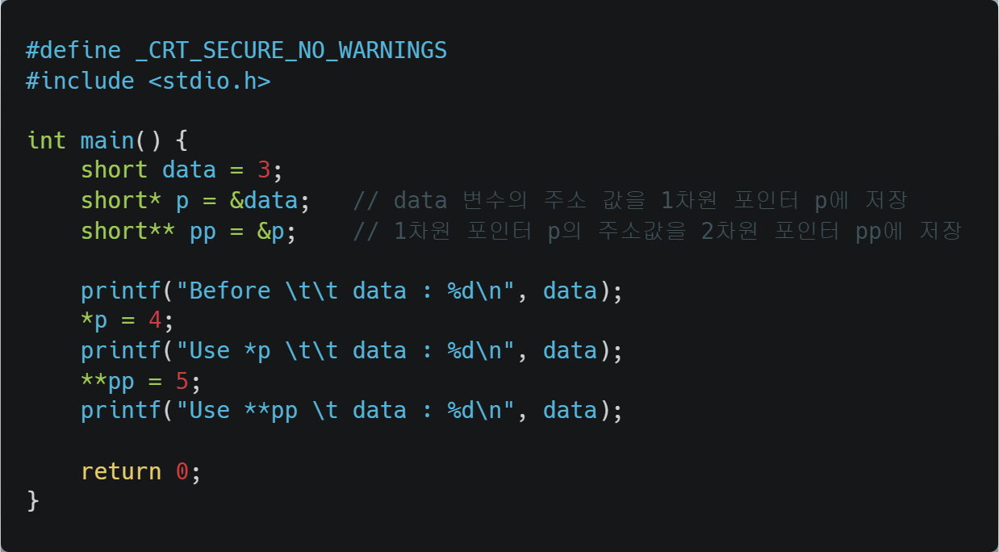 #define _CRT_SECURE_NO_WARNINGS
#include <stdio.h>

int main() {
    short data = 3;
    short* p = &data;   // data 변수의 주소 값을 1차원 포인터 p에 저장
    short** pp = &p;    // 1차원 포인터 p의 주소값을 2차원 포인터 pp에 저장

    printf("Before \t\t data : %d\n", data);
    *p = 4;
    printf("Use *p \t\t data : %d\n", data);
    **pp = 5;
    printf("Use **pp \t data : %d\n", data);

    return 0;
}